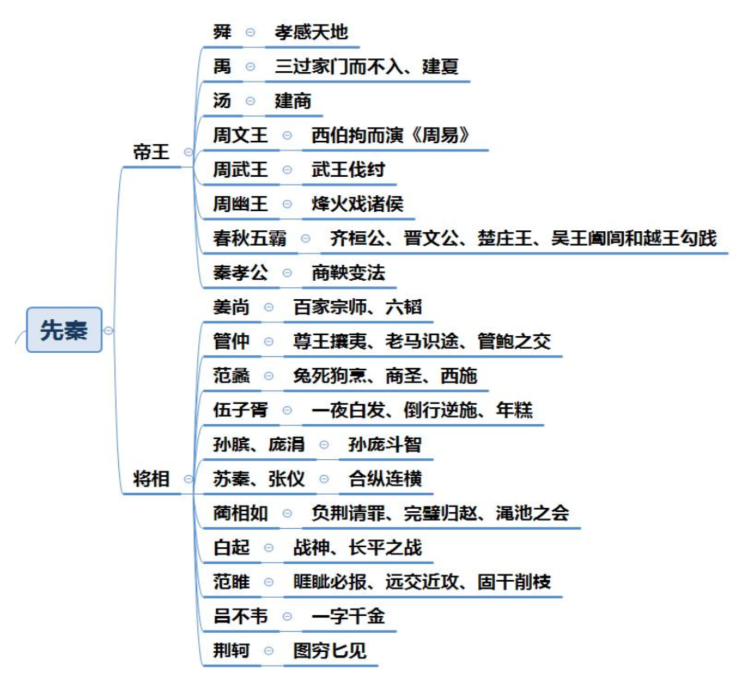 先秦
帝王
舜 孝感天地
禹 三过家门而不入、建夏
汤 建商
周文王 西伯拘而演《周易》
周武王 武王伐纣
周幽王 烽火戏诸侯
春秋五霸 齐桓公、晋文公、楚庄王、吴王阖闾和越王勾践
秦孝公 商鞅变法
将相
姜尚 百家宗师、六韬
管仲 尊王攘夷、老马识途、管鲍之交
范蠡 兔死狗烹、商圣、西施
伍子胥 一夜白发、倒行逆施、年糕
孙膑、庞涓 孙庞斗智
苏秦、张仪 合纵连横
蔺相如 负荆请罪、完璧归赵、渑池之会
白起 战神、长平之战
范雎 睚眦必报、远交近攻、固干削枝
吕不韦 一字千金
荆轲 图穷匕见